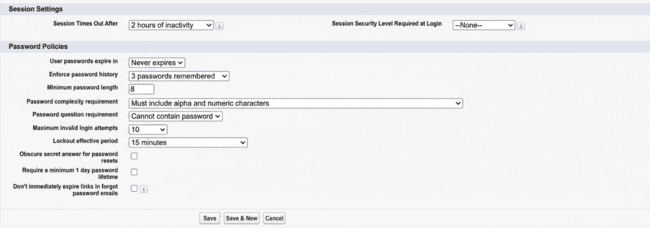 Session Settings
Session Times Out After 2 hours of inactivity i Session Security Level Required at Login --None-- i
Password Policies
User passwords expire in Never expires
Enforce password history 3 passwords remembered
Minimum password length 8
Password complexity requirement Must include alpha and numeric characters
Password question requirement Cannot contain password
Maximum invalid login attempts 10
Lockout effective period 15 minutes
Obscure secret answer for password
resets
Require a minimum 1 day password
lifetime
Don't immediately expire links in forgot
password emails i
Save Save & New Cancel